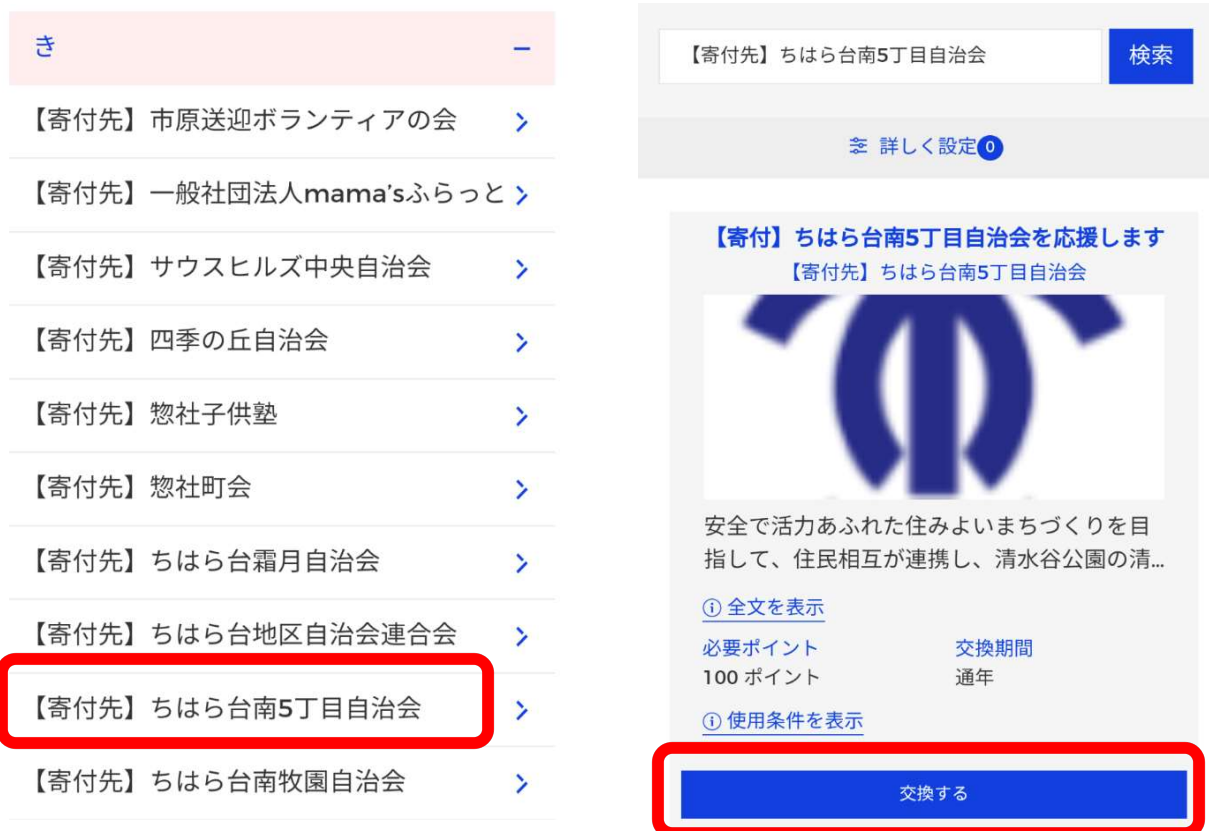 き
【寄付先】市原送迎ボランティアの会
【寄付先】一般社団法人mama’sふらっと
【寄付先】サウスヒルズ中央自治会
【寄付先】四季の丘自治会
【寄付先】惣社子供塾
【寄付先】惣社町会
【寄付先】ちはら台霜月自治会
【寄付先】ちはら台地区自治会連合会
【寄付先】ちはら台南5丁目自治会
【寄付先】ちはら台南牧園自治会
【寄付先】ちはら台南5丁目自治会
検索
詳しく設定0
【寄付】ちはら台南5丁目自治会を応援します
【寄付先】ちはら台南5丁目自治会
安全で活力あふれた住みよいまちづくりを目
指して、住民相互が連携し、清水谷公園の清...
全文を表示
必要ポイント
交換期間
100 ポイント
通年
使用条件を表示
交換する